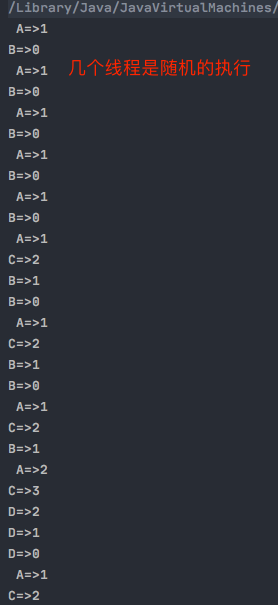 /Library/Java/JavaVirtualMachines/
A=>1
B=>0
A=>1 几个线程是随机的执行
B=>0
A=>1
B=>0
A=>1
B=>0
A=>1
B=>0
A=>1
C=>2
B=>1
B=>0
A=>1
C=>2
B=>1
B=>0
A=>1
C=>2
B=>1
A=>2
C=>3
D=>2
D=>1
D=>0
A=>1
C=>2